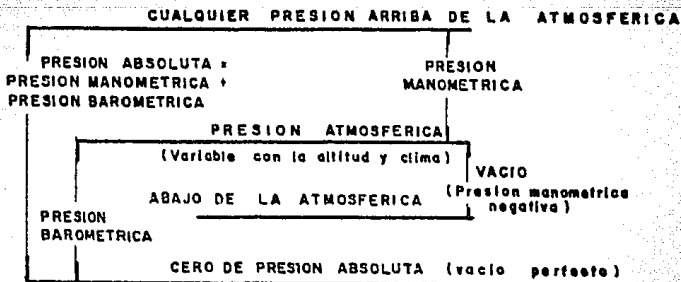 CUALQUIER PRESION ARRIBA DE LA ATMOSFERICA
PRESION ABSOLUTA =
PRESION MANOMETRICA +
PRESION BAROMETRICA
PRESION
MANOMETRICA
PRESION ATMOSFERICA
(Variable con la altitud y clima)
VACIO
(Presion manometrica
negativa)
ABAJO DE LA ATMOSFERICA
PRESION
BAROMETRICA
CERO DE PRESION ABSOLUTA (vacio perfecto)